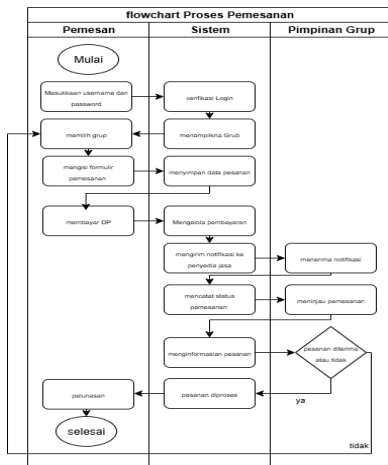 flowchart Proses Pemesanan
Pemesan
Sistem
Pimpinan Grup
Mulai
Masukkaan username dan
password
verifikasi Login
memilih grup
menampilkna Grub
mengisi formulir
pemesanan
menyimpan data pesanan
membayar DP
Mengelola pembayaran
mengirim notifikasi ke
penyedia jasa
menerima notifikasi
mencatat status
pemesanan
meninjau pemesanan
menginformasian pesanan
pesanan diterima
atau tidak
pelunasan
pesanan diproses
ya
selesai
tidak